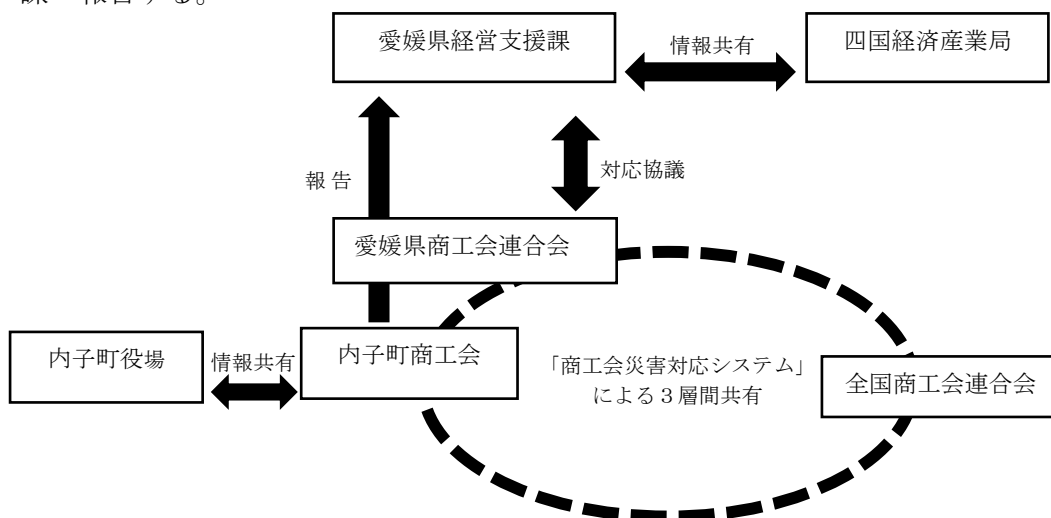 報告する。
愛媛県経営支援課
情報共有
四国経済産業局
報 告
対応協議
愛媛県商工会連合会
内子町役場
情報共有
内子町商工会
「商工会災害対応システム」
による３層間共有
全国商工会連合会